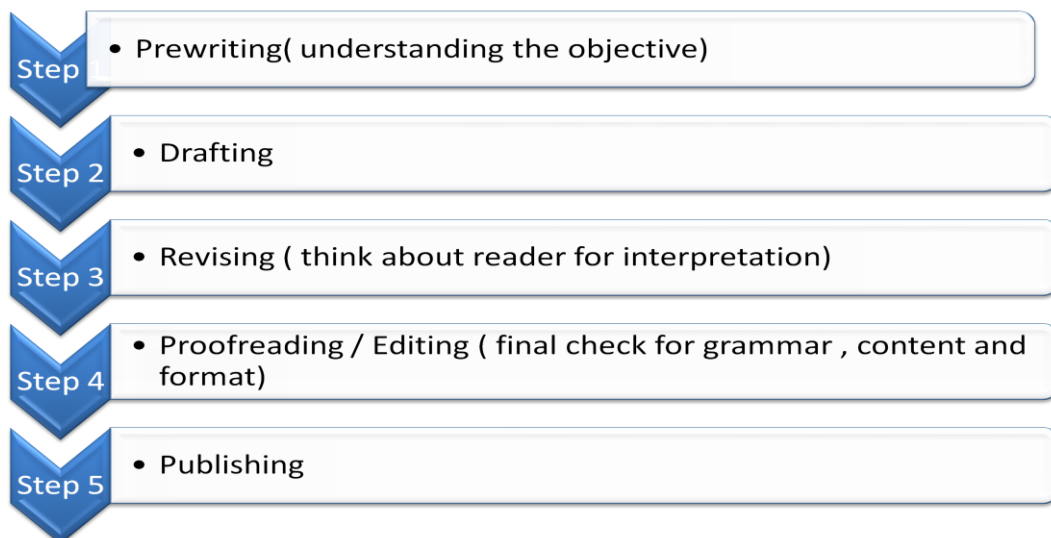 Step 1
• Prewriting( understanding the objective)
Step 2
• Drafting
Step 3
• Revising ( think about reader for interpretation)
Step 4
• Proofreading / Editing ( final check for grammar , content and
format)
Step 5
• Publishing